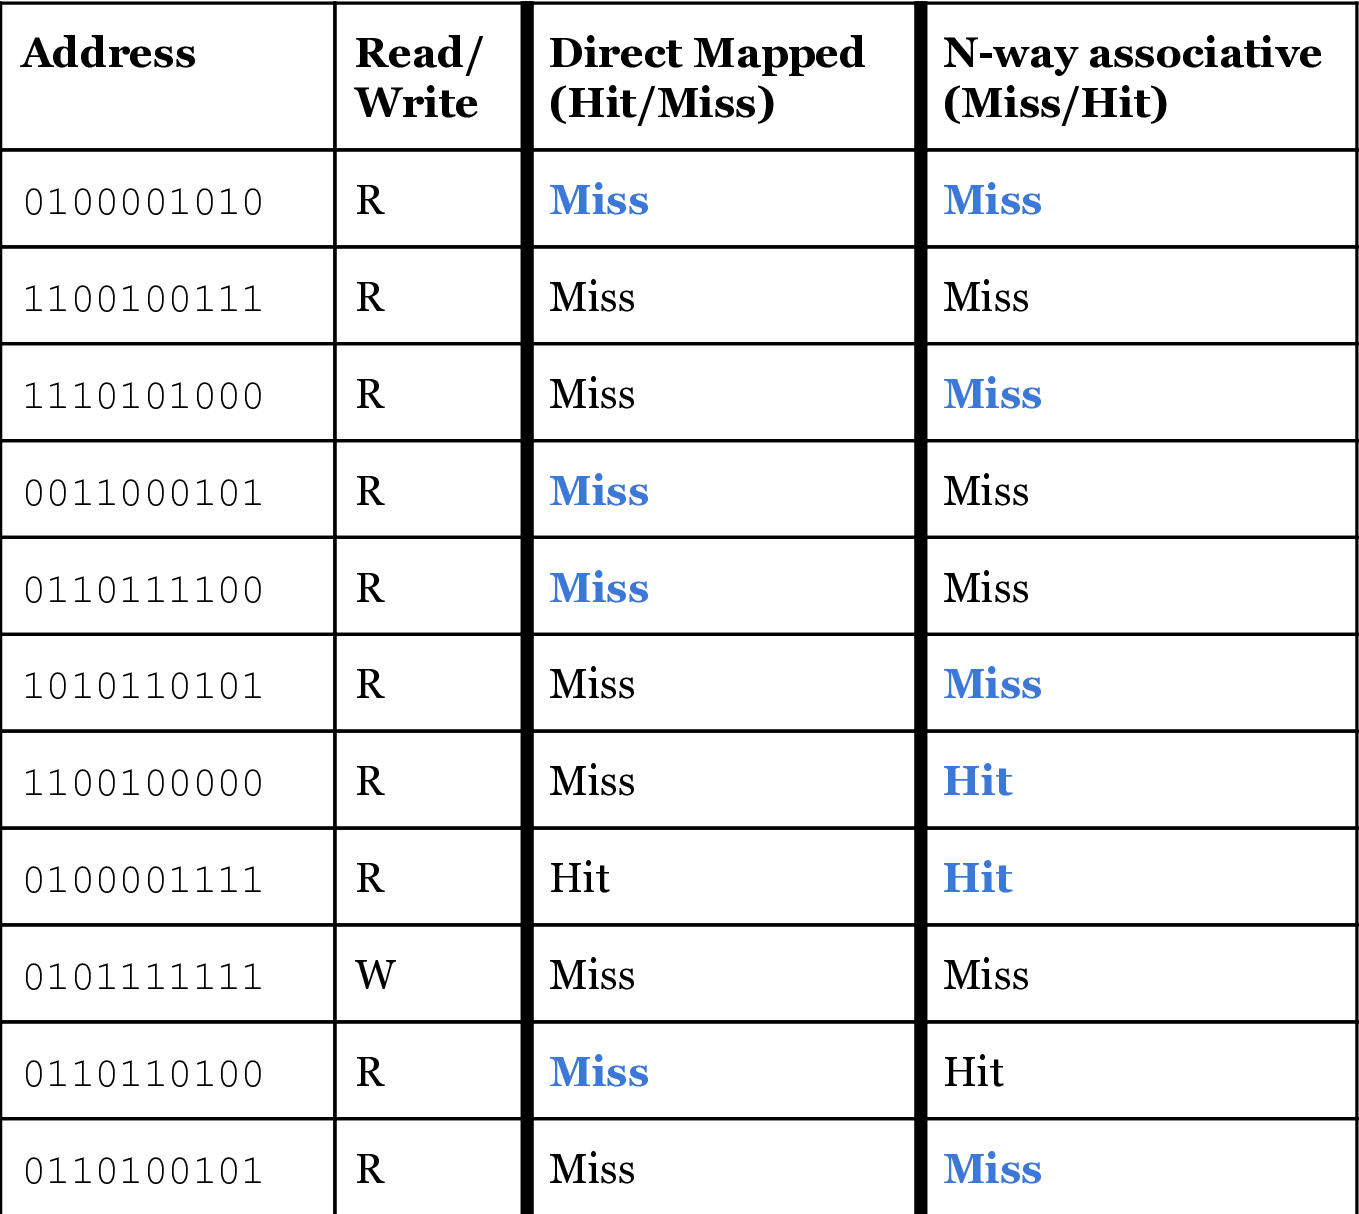 Address Read/ Direct Mapped N-way associative
Write (Hit/Miss) (Miss/Hit)
0100001010 R Miss Miss
1100100111 R Miss Miss
1110101000 R Miss Miss
0011000101 R Miss Miss
0110111100 R Miss Miss
1010110101 R Miss Miss
1100100000 R Miss Hit
0100001111 R Hit Hit
0101111111 W Miss Miss
0110110100 R Miss Hit
0110100101 R Miss Miss